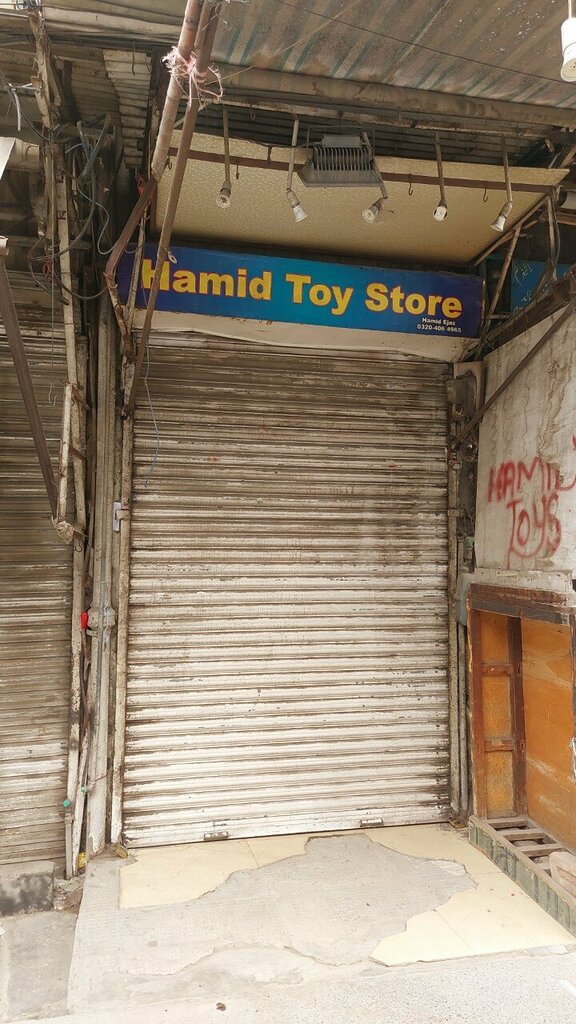 Hamid Toy Store
Hamid Ejaz
0320-406 4965
HAMID
TOYS